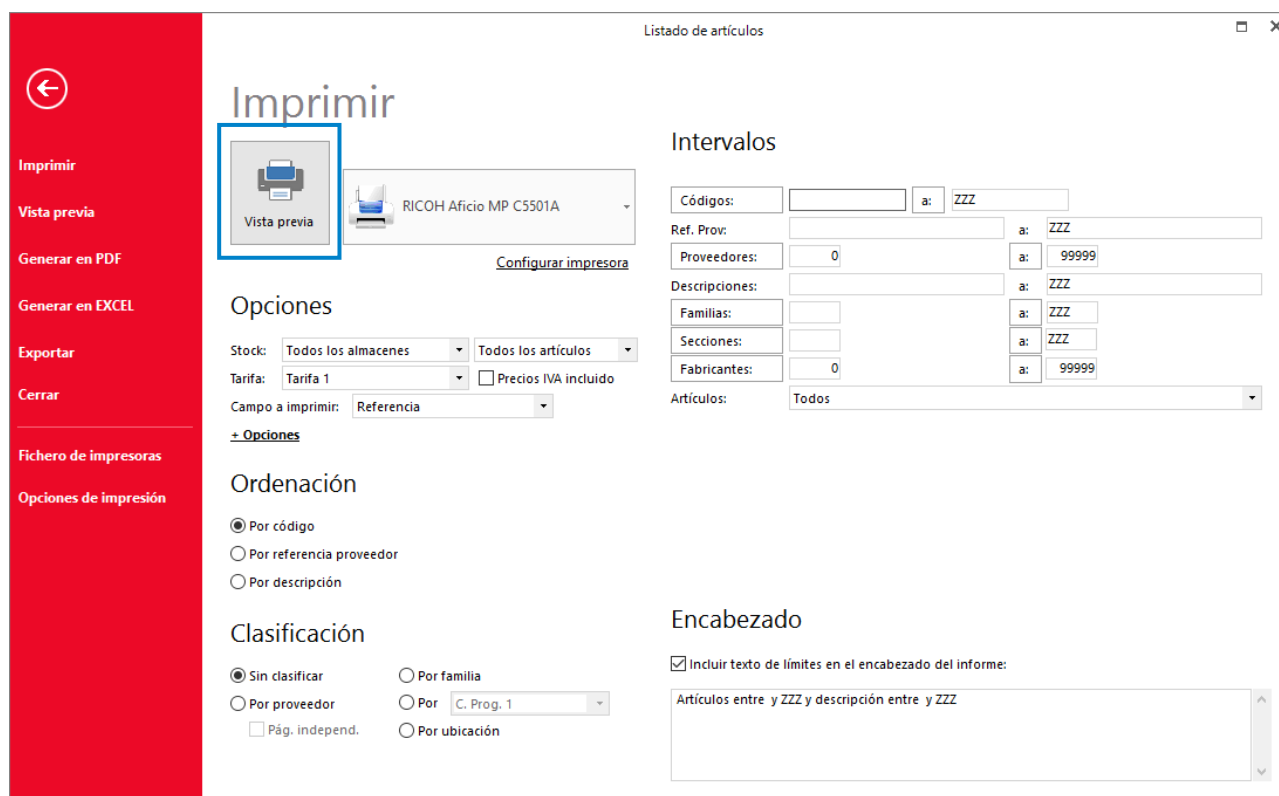 Listado de artículos
Imprimir
Vista previa
Generar en PDF
Generar en EXCEL
Exportar
Cerrar
Fichero de impresoras
Opciones de impresión
Imprimir
Vista previa
RICOH Aficio MP C5501A
Configurar impresora
Opciones
Stock: Todos los almacenes Todos los artículos
Tarifa: Tarifa 1 Precios IVA incluido
Campo a imprimir: Referencia
+ Opciones
Ordenación
Por código
Por referencia proveedor
Por descripción
Clasificación
Sin clasificar Por familia
Por proveedor Por C. Prog. 1
Pág. independ. Por ubicación
Intervalos
Códigos: a: ZZZ
Ref. Prov: a: ZZZ
Proveedores: 0 a: 99999
Descripciones: a: ZZZ
Familias: a: ZZZ
Secciones: a: ZZZ
Fabricantes: 0 a: 99999
Artículos: Todos
Encabezado
Incluir texto de límites en el encabezado del informe:
Artículos entre y ZZZ y descripción entre y ZZZ